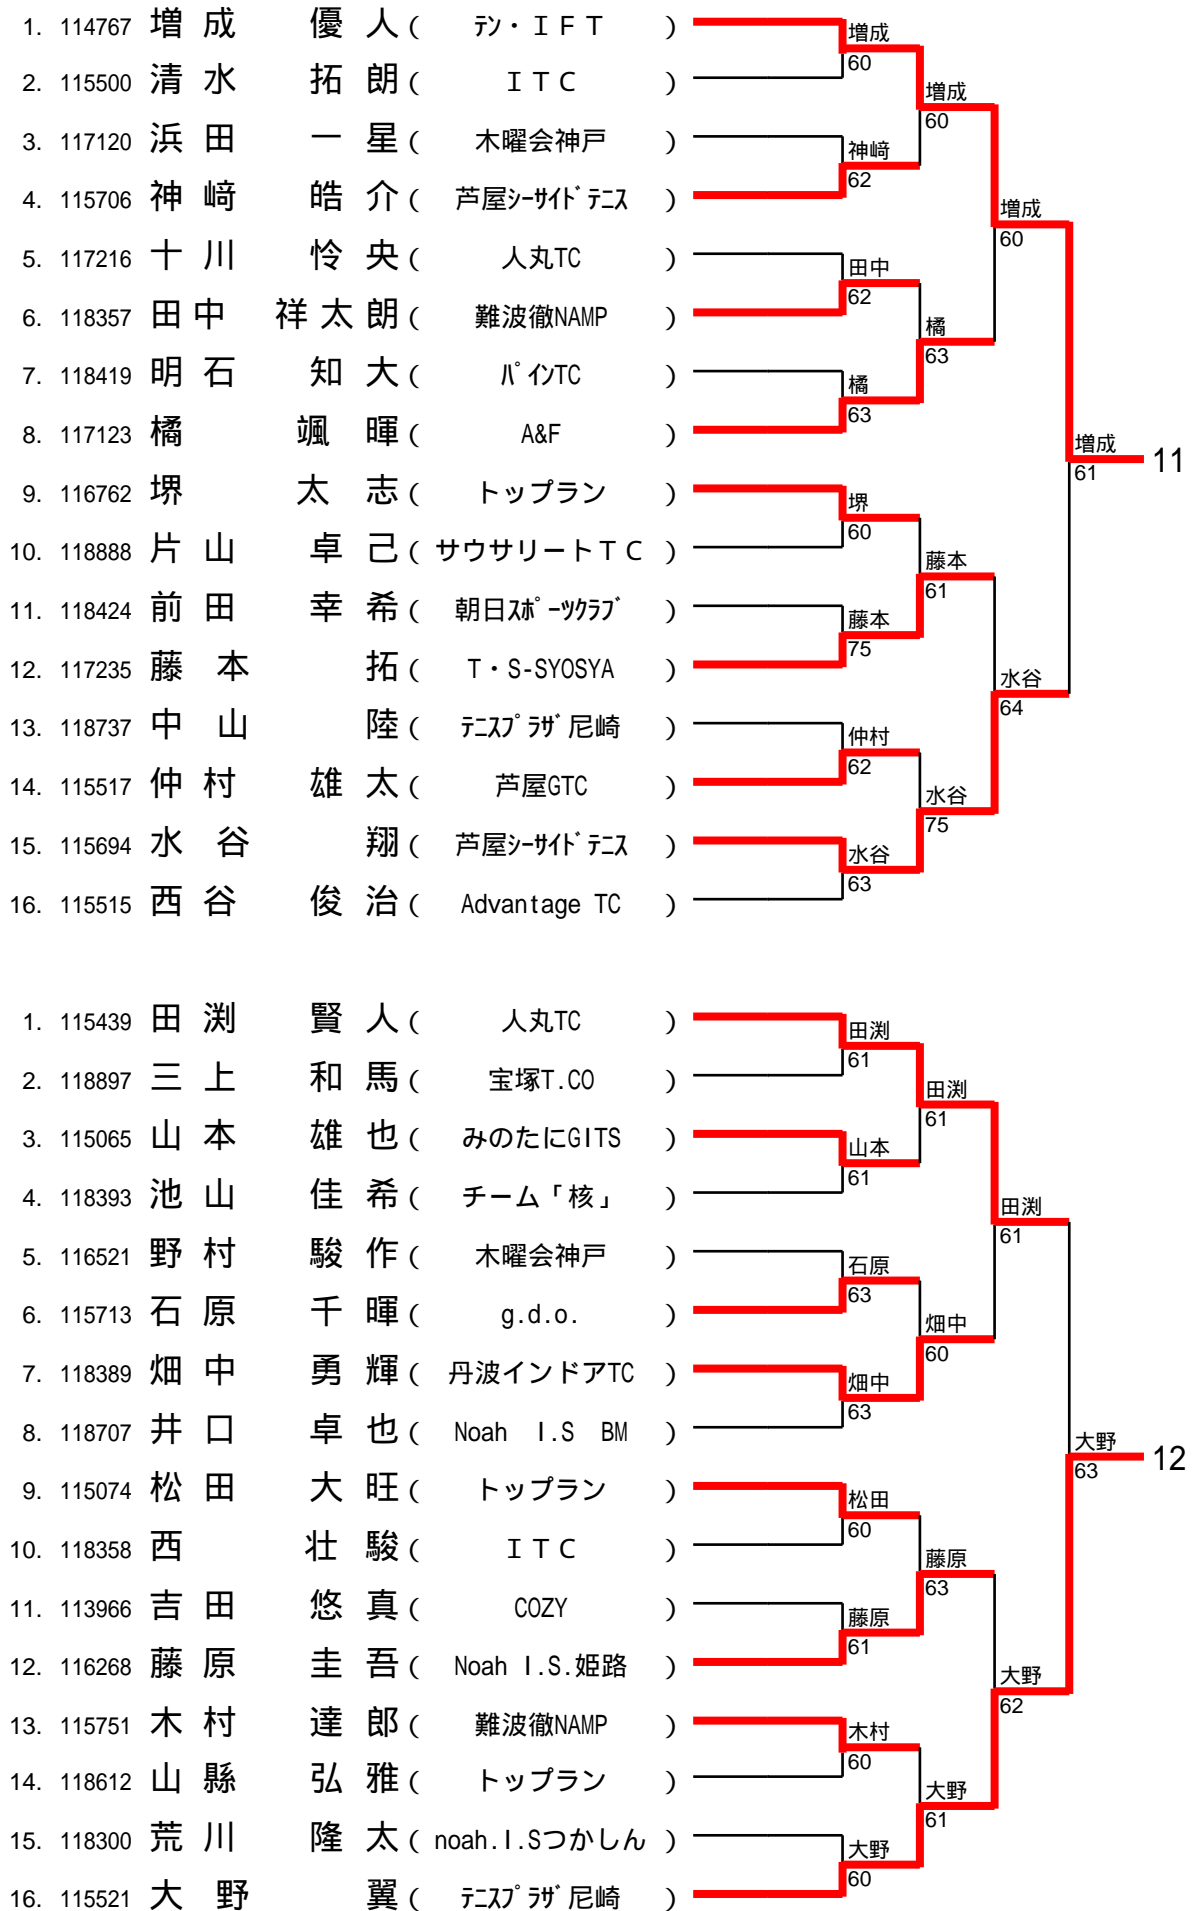 1. 114767 増成 優人 ( テン・ＩＦＴ ) 増成
2. 115500 清水 拓朗 ( ＩＴＣ ) 60 増成
3. 117120 浜田 一星 ( 木曜会神戸 ) 神﨑 60
4. 115706 神﨑 皓介 ( 芦屋シーサイドテニス ) 62 増成
5. 117216 十川 怜央 ( 人丸TC ) 田中 60
6. 118357 田中 祥太朗 ( 難波徹NAMP ) 62 橘
7. 118419 明石 知大 ( パインTC ) 橘 63
8. 117123 橘 颯暉 ( A&F ) 63 増成 11
9. 116762 堺 太志 ( トップラン ) 堺 61
10. 118888 片山 卓己 ( サウサリートＴＣ ) 60 藤本
11. 118424 前田 幸希 ( 朝日スポーツクラブ ) 藤本 61
12. 117235 藤本 拓 ( T・S-SYOSYA ) 75 水谷
13. 118737 中山 陸 ( テニスプラザ尼崎 ) 仲村 64
14. 115517 仲村 雄太 ( 芦屋GTC ) 62 水谷
15. 115694 水谷 翔 ( 芦屋シーサイドテニス ) 水谷 75
16. 115515 西谷 俊治 ( Advantage TC ) 63
1. 115439 田渕 賢人 ( 人丸TC ) 田渕
2. 118897 三上 和馬 ( 宝塚T.CO ) 61 田渕
3. 115065 山本 雄也 ( みのたにGITS ) 山本 61
4. 118393 池山 佳希 ( チーム「核」 ) 61 田渕
5. 116521 野村 駿作 ( 木曜会神戸 ) 石原 61
6. 115713 石原 千暉 ( g.d.o. ) 63 畑中
7. 118389 畑中 勇輝 ( 丹波インドアTC ) 畑中 60
8. 118707 井口 卓也 ( Noah I.S BM ) 63 大野 12
9. 115074 松田 大旺 ( トップラン ) 松田 63
10. 118358 西 壮駿 ( ＩＴＣ ) 60 藤原
11. 113966 吉田 悠真 ( COZY ) 藤原 63
12. 116268 藤原 圭吾 ( Noah I.S.姫路 ) 61 大野
13. 115751 木村 達郎 ( 難波徹NAMP ) 木村 62
14. 118612 山縣 弘雅 ( トップラン ) 60 大野
15. 118300 荒川 隆太 ( noah.I.Sつかしん ) 大野 61
16. 115521 大野 翼 ( テニスプラザ尼崎 ) 60